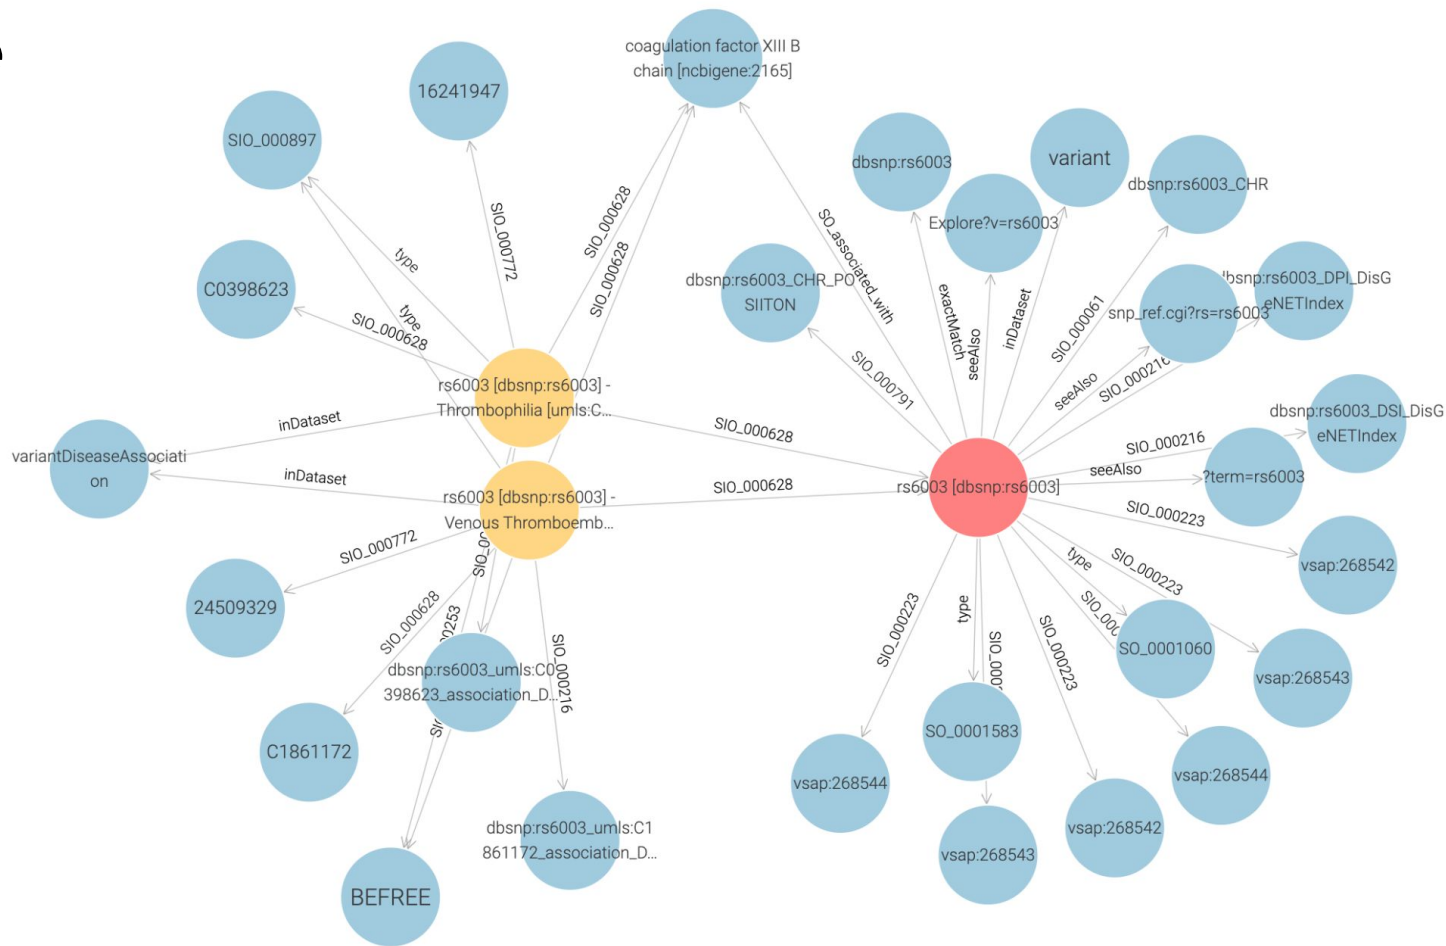 coagulation factor XIII B
chain [ncbigene:2165]
16241947
SIO_000897
dbsnp:rs6003
variant
dbsnp:rs6003_CHR
Explore?v=rs6003
SIO_000772
SIO_000628
SIO_000628
SO_associated_with
type
C0398623
SIO_000628
type
dbsnp:rs6003_CHR_PO
SIITON
exactMatch
seeAlso
inDataset
SIO_000061
snp_ref.cgi?rs=rs6003
dbsnp:rs6003_DPI_DisG
eNETIndex
seeAlso
SIO_000216
SIO_000791
rs6003 [dbsnp:rs6003] -
Thrombophilia [umls:C...
inDataset
SIO_000628
dbsnp:rs6003_DSI_DisG
eNETIndex
SIO_000216
seeAlso
?term=rs6003
variantDiseaseAssociati
on
inDataset
rs6003 [dbsnp:rs6003] -
Venous Thromboemb...
SIO_000628
rs6003 [dbsnp:rs6003]
SIO_000223
vsap:268542
SIO_000772
24509329
SIO_000628
dbsnp:rs6003_umls:C0
398623_association_D...
SIO_000216
C1861172
dbsnp:rs6003_umls:C1
861172_association_D...
BEFREE
SIO_000223
type
SIO_000223
type
SIO_000223
SO_0001060
vsap:268543
SO_0001583
vsap:268544
vsap:268544
vsap:268542
vsap:268543